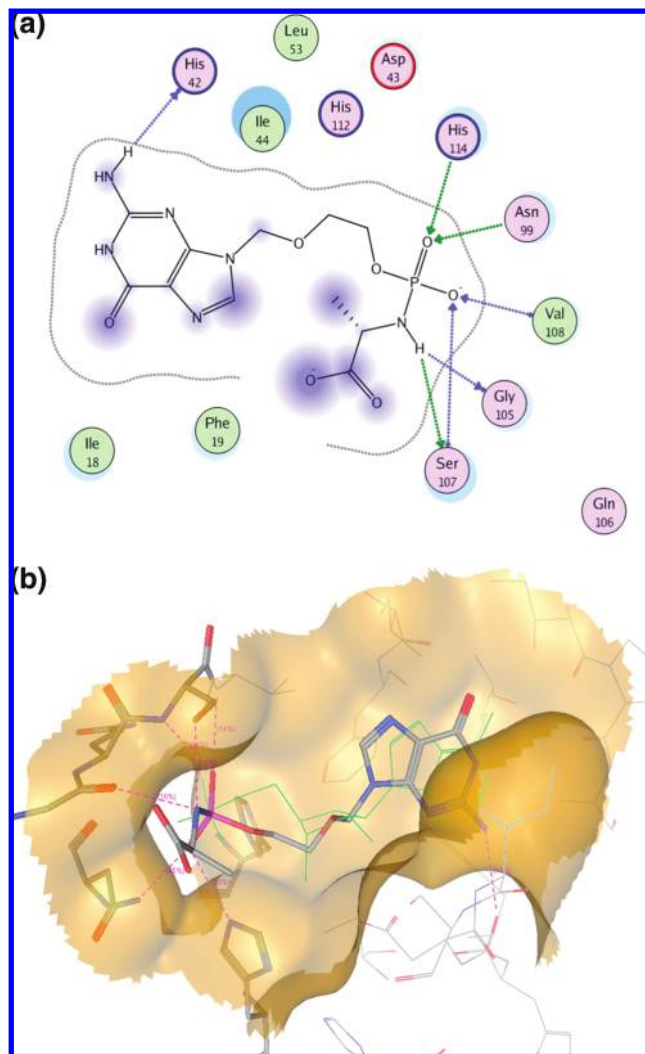 (a)
Leu
53
His
42
Asp
43
His
112
Ile
44
His
114
H
HN
N
O
Asn
99
HN
N
N
O
O
P
O-
Val
108
O
N
N
H
O-
O
Gly
105
Ile
18
Phe
19
Ser
107
Gln
106
(b)